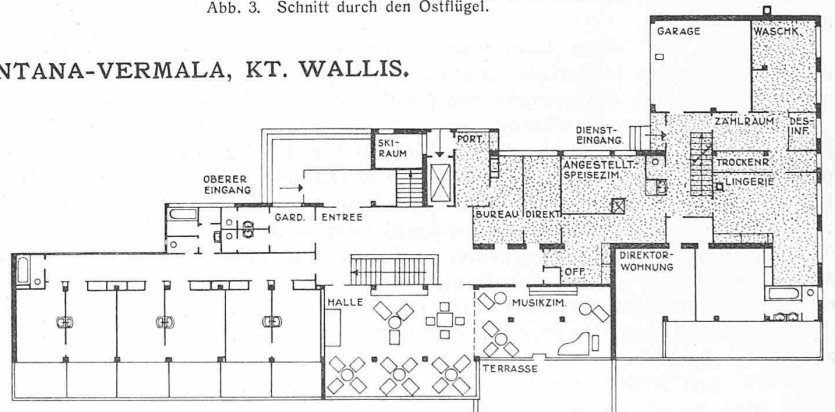 Abb. 3. Schnitt durch den Ostflügel.
NTANA-VERMALA, KT. WALLIS.
GARAGE
WASCHK.
ZÄHLRAUM
DES-
INF.
DIENST-
EINGANG.
SKI-
RAUM
PORT.
TROCKENR.
OBERER
EINGANG
ANGESTELLT-
SPEISEZIM.
LINGERIE
GARD.
ENTREE
BUREAU
DIREKT.
DIREKTOR-
WOHNUNG
OFF.
HALLE
MUSIKZIM.
TERRASSE